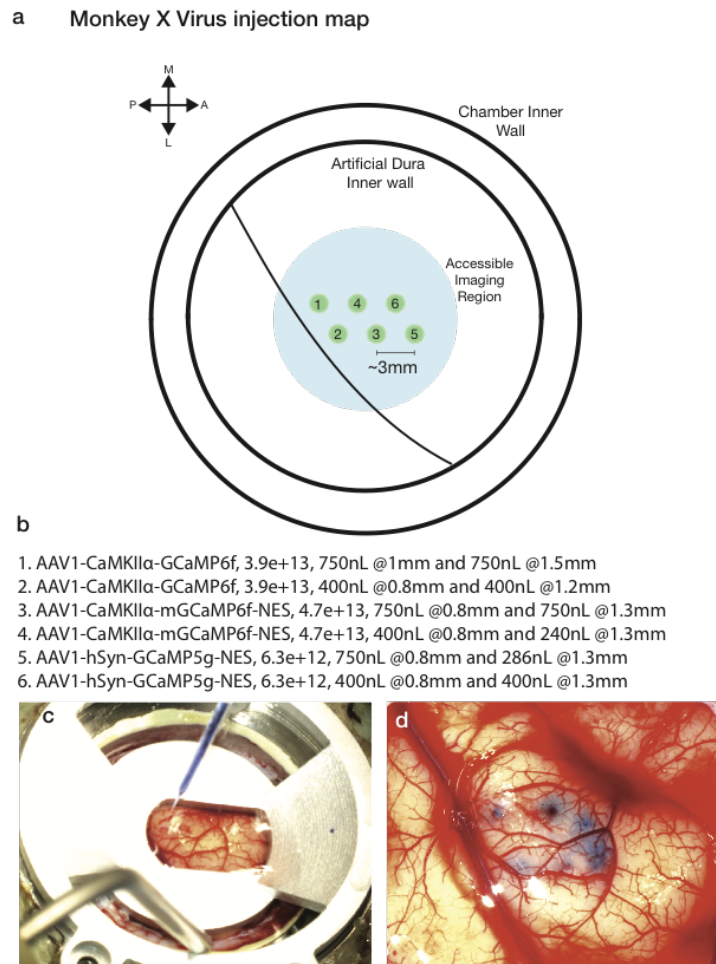 a Monkey X Virus injection map
M
P A
L
Chamber Inner
Wall
Artificial Dura
Inner wall
Accessible
Imaging
Region
1 4 6
2 3 5
~3mm
b
1. AAV1-CaMKIIα-GCaMP6f, 3.9e+13, 750nL @1mm and 750nL @1.5mm
2. AAV1-CaMKIIα-GCaMP6f, 3.9e+13, 400nL @0.8mm and 400nL @1.2mm
3. AAV1-CaMKIIα-mGCaMP6f-NES, 4.7e+13, 750nL @0.8mm and 750nL @1.3mm
4. AAV1-CaMKIIα-mGCaMP6f-NES, 4.7e+13, 400nL @0.8mm and 240nL @1.3mm
5. AAV1-hSyn-GCaMP5g-NES, 6.3e+12, 750nL @0.8mm and 286nL @1.3mm
6. AAV1-hSyn-GCaMP5g-NES, 6.3e+12, 400nL @0.8mm and 400nL @1.3mm
c d